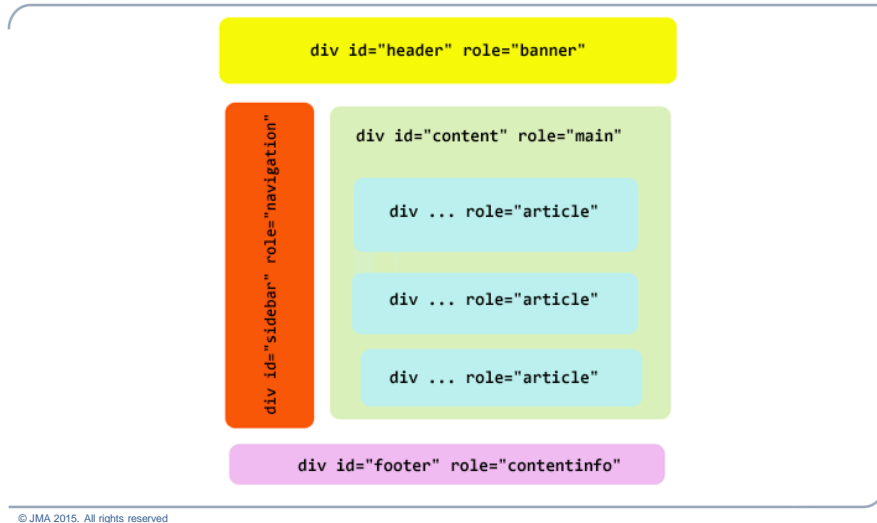 div id="header" role="banner"
div id="sidebar" role="navigation"
div id="content" role="main"
div ... role="article"
div ... role="article"
div ... role="article"
div id="footer" role="contentinfo"
© JMA 2015. All rights reserved